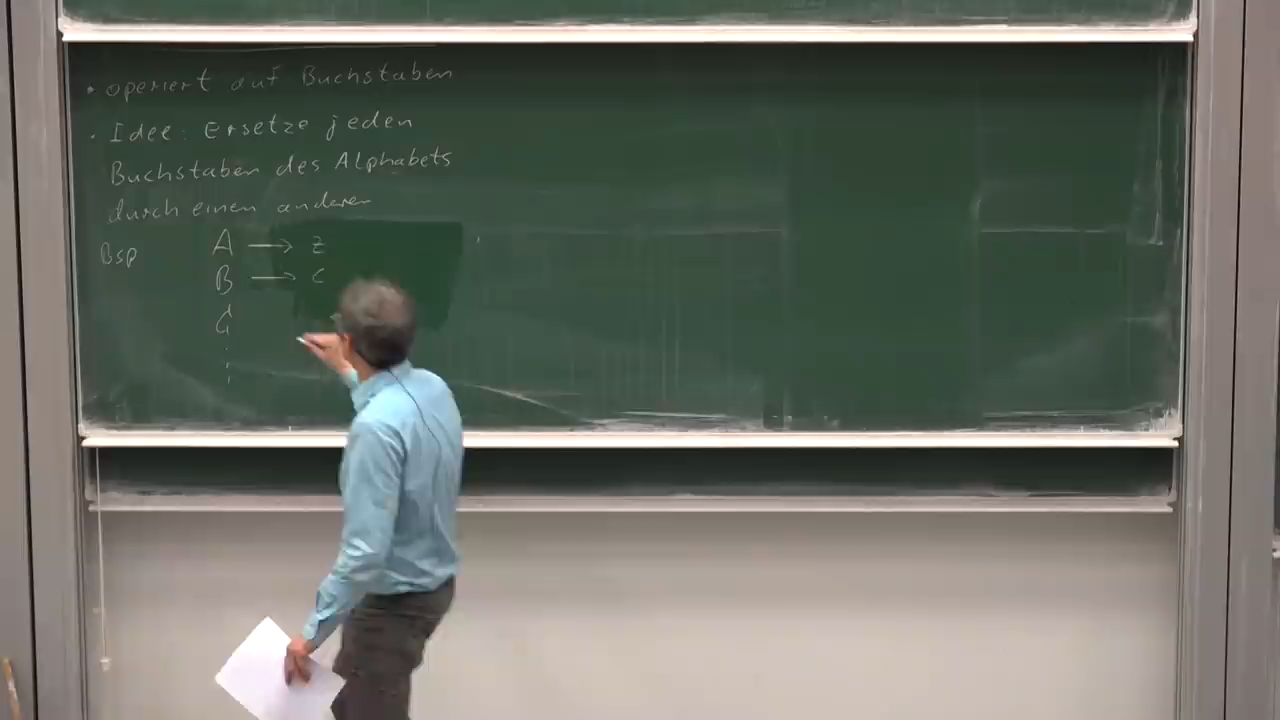 • operiert auf Buchstaben
• Idee: Ersetze jeden
Buchstaben des Alphabets
durch einen anderen
Bsp A → z
B → c